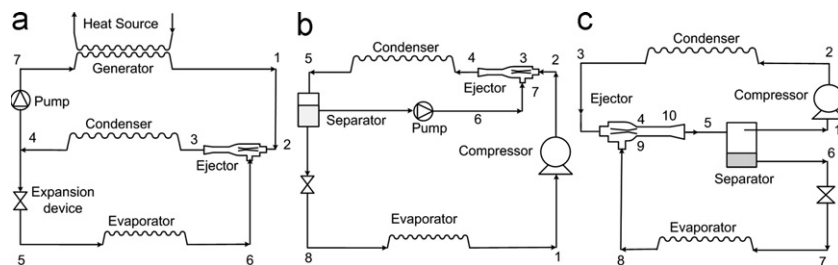 a
Heat Source
7
1
Generator
Pump
Condenser
4
3
2
Ejector
Expansion
device
Evaporator
5
6
b
Condenser
5
4
3
2
Ejector
7
Separator
Pump
6
Compressor
Evaporator
8
1
c
Condenser
3
2
Compressor
Ejector
4
10
5
1
9
6
Separator
Evaporator
8
7